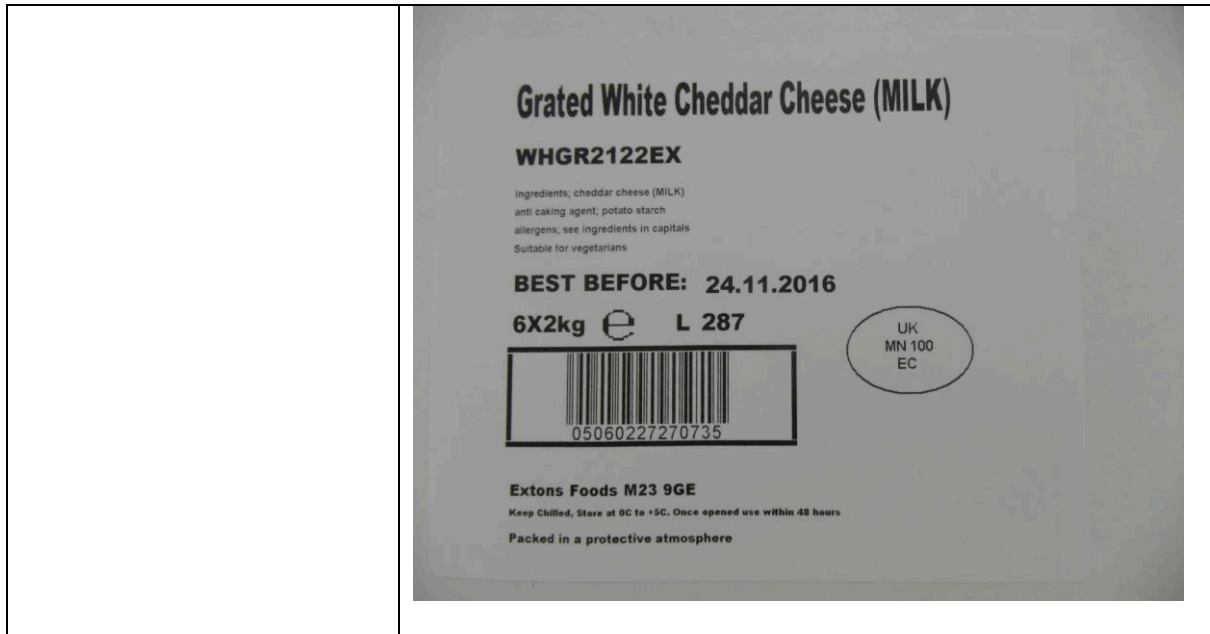 Grated White Cheddar Cheese (MILK)
WHGR2122EX
ingredients; cheddar cheese (MILK)
anti caking agent; potato starch
allergens; see ingredients in capitals
Suitable for vegetarians
BEST BEFORE: 24.11.2016
6X2kg ℮ L 287
UK
MN 100
EC
05060227270735
Extons Foods M23 9GE
Keep Chilled, Store at 0C to +5C. Once opened use within 48 hours
Packed in a protective atmosphere